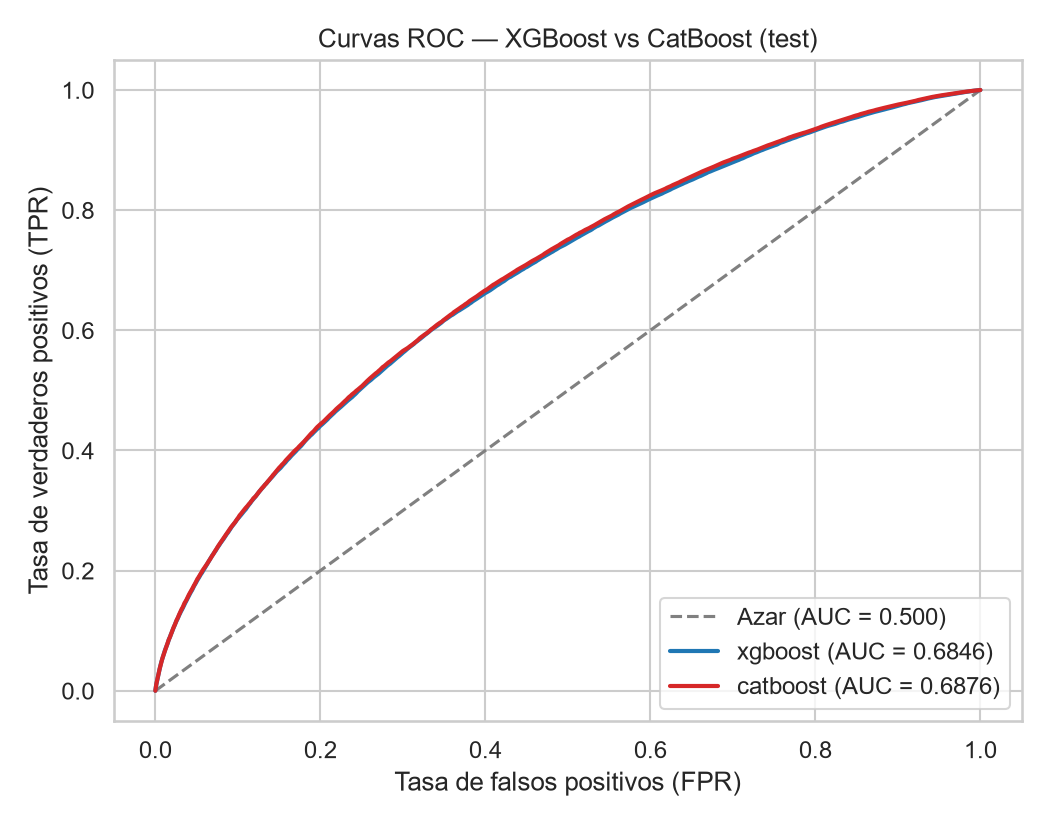 Curvas ROC — XGBoost vs CatBoost (test)
Tasa de verdaderos positivos (TPR)
1.0
0.8
0.6
0.4
0.2
0.0
Azar (AUC = 0.500)
xgboost (AUC = 0.6846)
catboost (AUC = 0.6876)
0.0 0.2 0.4 0.6 0.8 1.0
Tasa de falsos positivos (FPR)